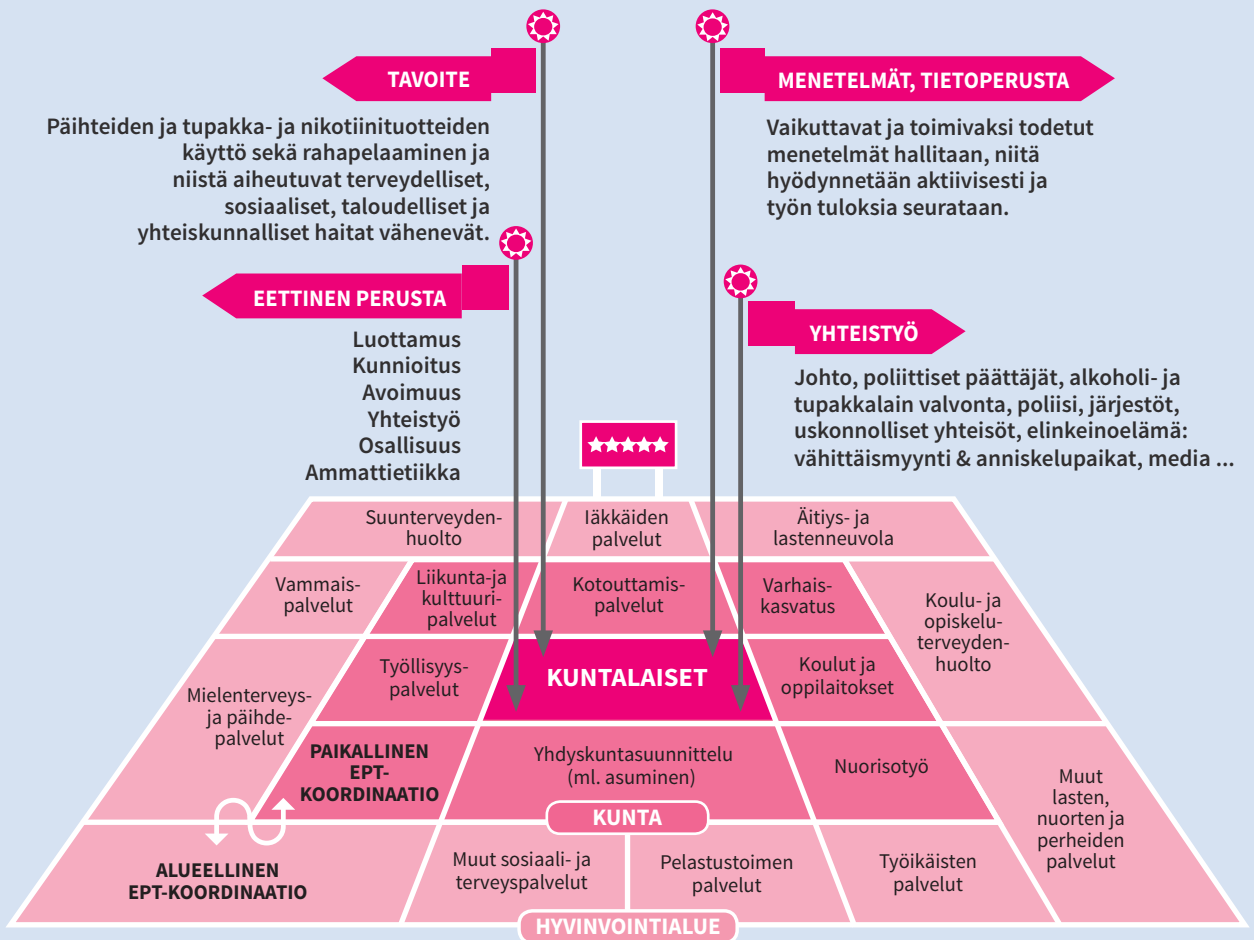 TAVOITE
Päihteiden ja tupakka- ja nikotiinituotteiden
käyttö sekä rahapelaaminen ja
niistä aiheutuvat terveydelliset,
sosiaaliset, taloudelliset ja
yhteiskunnalliset haitat vähenevät.
MENETELMÄT, TIETOPERUSTA
Vaikuttavat ja toimivaksi todetut
menetelmät hallitaan, niitä
hyödynnetään aktiivisesti ja
työn tuloksia seurataan.
EETTINEN PERUSTA
Luottamus
Kunnioitus
Avoimuus
Yhteistyö
Osallisuus
Ammattietiikka
YHTEISTYÖ
Johto, poliittiset päättäjät, alkoholi- ja
tupakkalain valvonta, poliisi, järjestöt,
uskonnolliset yhteisöt, elinkeinoelämä:
vähittäismyynti & anniskelupaikat, media ...
Suunterveyden-
huolto
Iäkkäiden
palvelut
Äitiys- ja
lastenneuvola
Vammais-
palvelut
Liikunta-ja
kulttuuri-
palvelut
Kotouttamis-
palvelut
Varhais-
kasvatus
Koulu- ja
opiskelu-
terveyden-
huolto
Mielenterveys-
ja päihde-
palvelut
Työllisyys-
palvelut
KUNTALAISET
Koulut ja
oppilaitokset
PAIKALLINEN
EPT-
KOORDINAATIO
Yhdyskuntasuunnittelu
(ml. asuminen)
Nuorisotyö
Muut
lasten,
nuorten ja
perheiden
palvelut
KUNTA
ALUEELLINEN
EPT-KOORDINAATIO
Muut sosiaali- ja
terveyspalvelut
Pelastustoimen
palvelut
Työikäisten
palvelut
HYVINVOINTIALUE